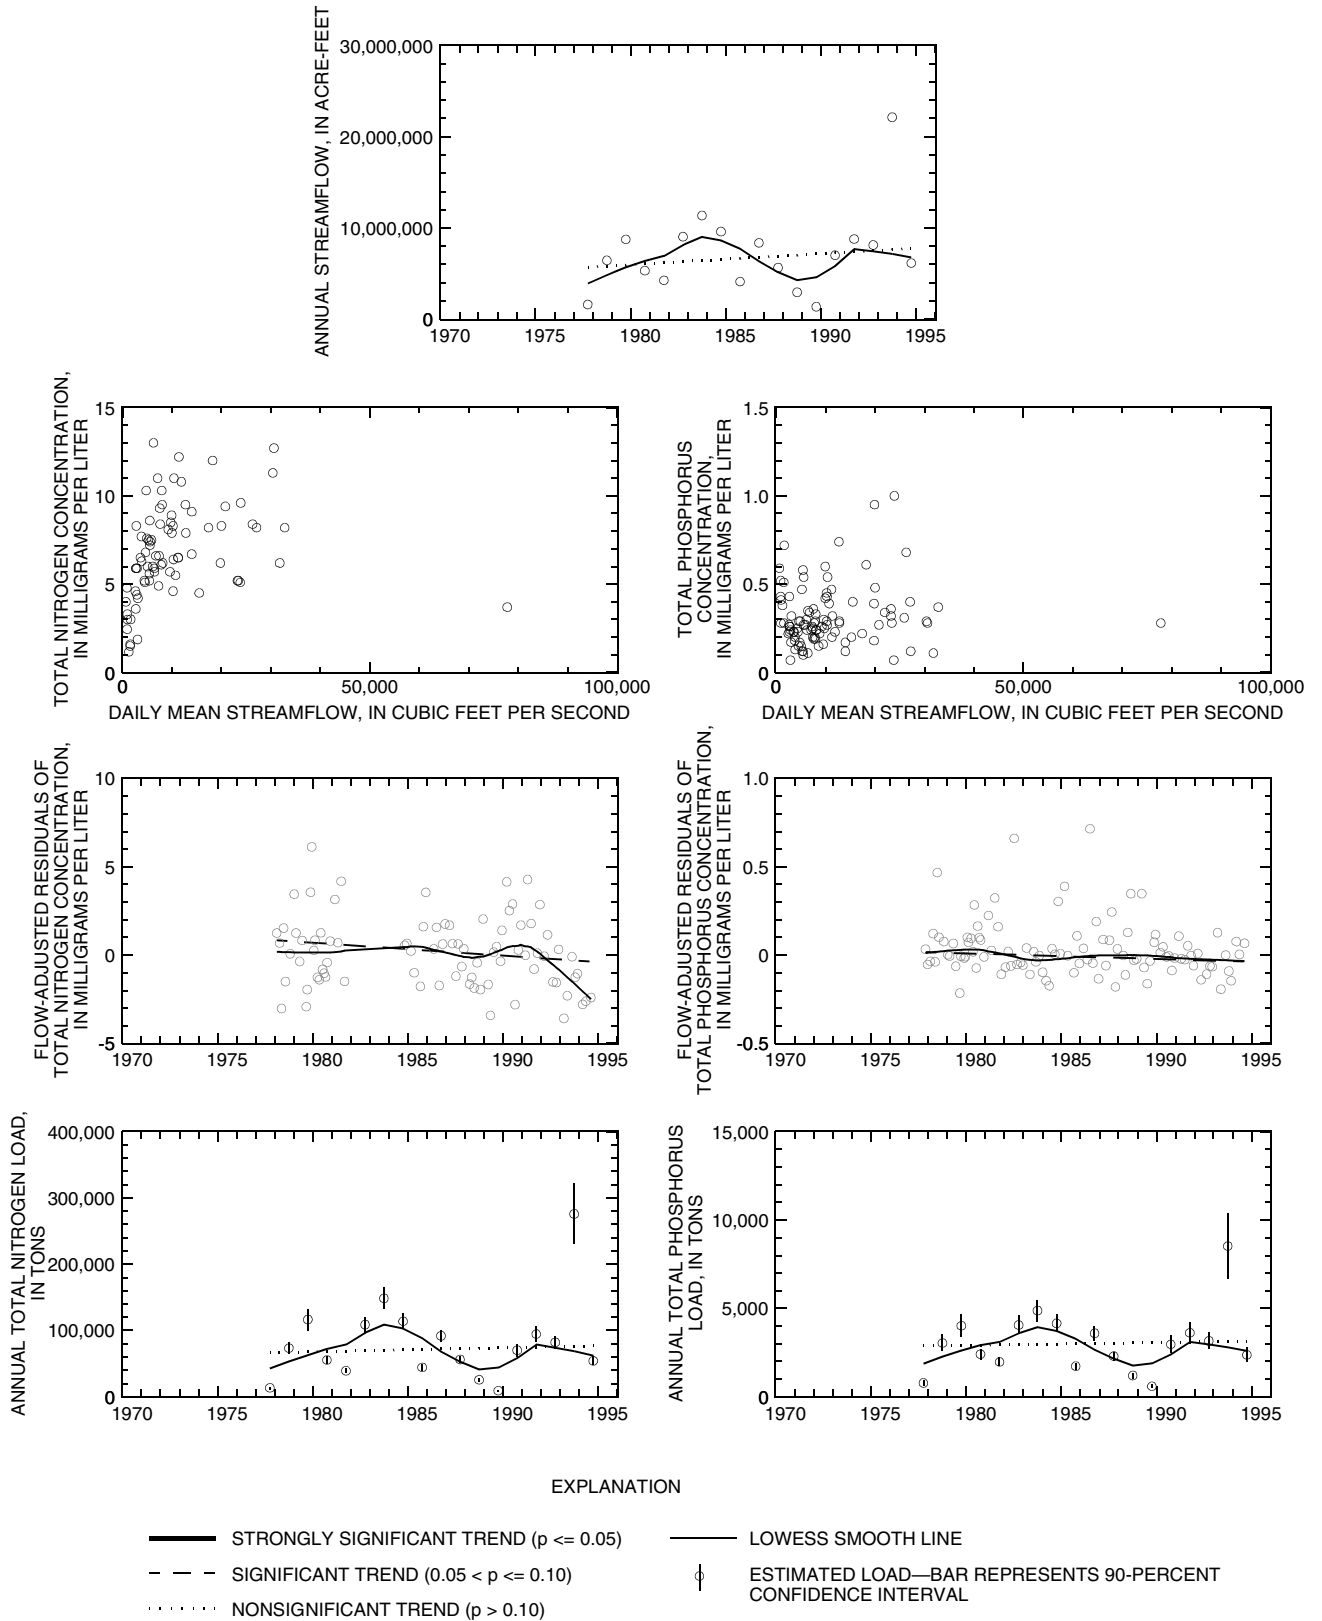 ANNUAL STREAMFLOW, IN ACRE-FEET
30,000,000
20,000,000
10,000,000
0
1970 1975 1980 1985 1990 1995
TOTAL NITROGEN CONCENTRATION,
IN MILLIGRAMS PER LITER
15
10
5
0
0 50,000 100,000
DAILY MEAN STREAMFLOW, IN CUBIC FEET PER SECOND
TOTAL PHOSPHORUS
CONCENTRATION,
IN MILLIGRAMS PER LITER
1.5
1.0
0.5
0
0 50,000 100,000
DAILY MEAN STREAMFLOW, IN CUBIC FEET PER SECOND
FLOW-ADJUSTED RESIDUALS OF
TOTAL NITROGEN CONCENTRATION,
IN MILLIGRAMS PER LITER
10
5
0
-5
1970 1975 1980 1985 1990 1995
FLOW-ADJUSTED RESIDUALS OF
TOTAL PHOSPHORUS CONCENTRATION,
IN MILLIGRAMS PER LITER
1.0
0.5
0
-0.5
1970 1975 1980 1985 1990 1995
ANNUAL TOTAL NITROGEN LOAD,
IN TONS
400,000
300,000
200,000
100,000
0
1970 1975 1980 1985 1990 1995
ANNUAL TOTAL PHOSPHORUS
LOAD, IN TONS
15,000
10,000
5,000
0
1970 1975 1980 1985 1990 1995
EXPLANATION
STRONGLY SIGNIFICANT TREND (p <= 0.05)
SIGNIFICANT TREND (0.05 < p <= 0.10)
NONSIGNIFICANT TREND (p > 0.10)
LOWESS SMOOTH LINE
ESTIMATED LOAD—BAR REPRESENTS 90-PERCENT
CONFIDENCE INTERVAL